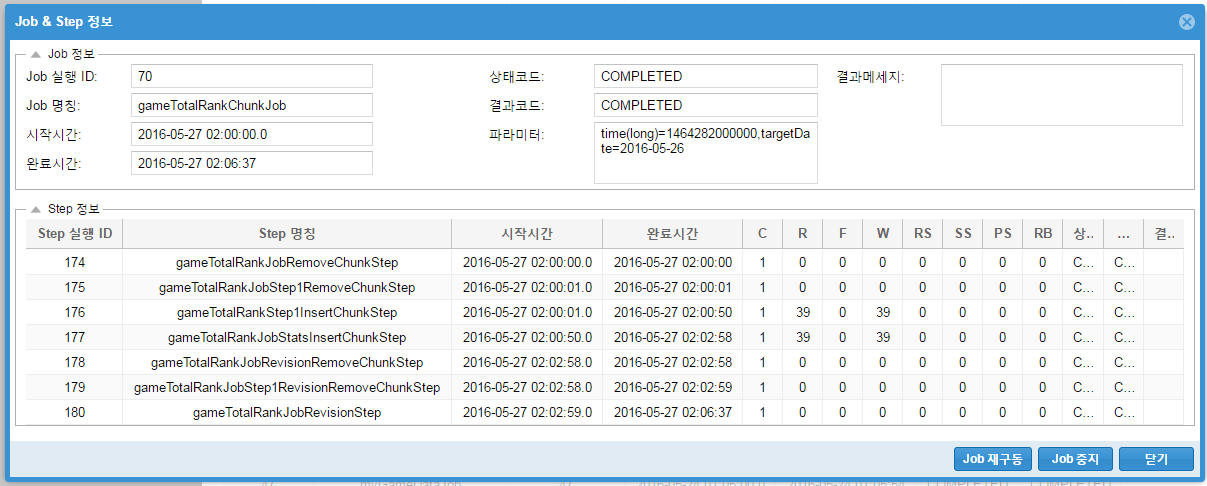 Job & Step 정보
Job 정보
Job 실행 ID: 70 상태코드: COMPLETED 결과메세지:
Job 명칭: gameTotalRankChunkJob 결과코드: COMPLETED
시작시간: 2016-05-27 02:00:00.0 파라미터: time(long)=1464282000000,targetDa
te=2016-05-26
완료시간: 2016-05-27 02:06:37
Step 정보
Step 실행 ID Step 명칭 시작시간 완료시간 C R F W RS SS PS RB 상.. ... 결..
174 gameTotalRankJobRemoveChunkStep 2016-05-27 02:00:00.0 2016-05-27 02:00:00 1 0 0 0 0 0 0 0 C... C...
175 gameTotalRankJobStep1RemoveChunkStep 2016-05-27 02:00:01.0 2016-05-27 02:00:01 1 0 0 0 0 0 0 0 C... C...
176 gameTotalRankStep1InsertChunkStep 2016-05-27 02:00:01.0 2016-05-27 02:00:50 1 39 0 39 0 0 0 0 C... C...
177 gameTotalRankJobStatsInsertChunkStep 2016-05-27 02:00:50.0 2016-05-27 02:02:58 1 39 0 39 0 0 0 0 C... C...
178 gameTotalRankJobRevisionRemoveChunkStep 2016-05-27 02:02:58.0 2016-05-27 02:02:58 1 0 0 0 0 0 0 0 C... C...
179 gameTotalRankJobStep1RevisionRemoveChunkStep 2016-05-27 02:02:58.0 2016-05-27 02:02:59 1 0 0 0 0 0 0 0 C... C...
180 gameTotalRankJobRevisionStep 2016-05-27 02:02:59.0 2016-05-27 02:06:37 1 0 0 0 0 0 0 0 C... C...
Job 재구동 Job 중지 닫기